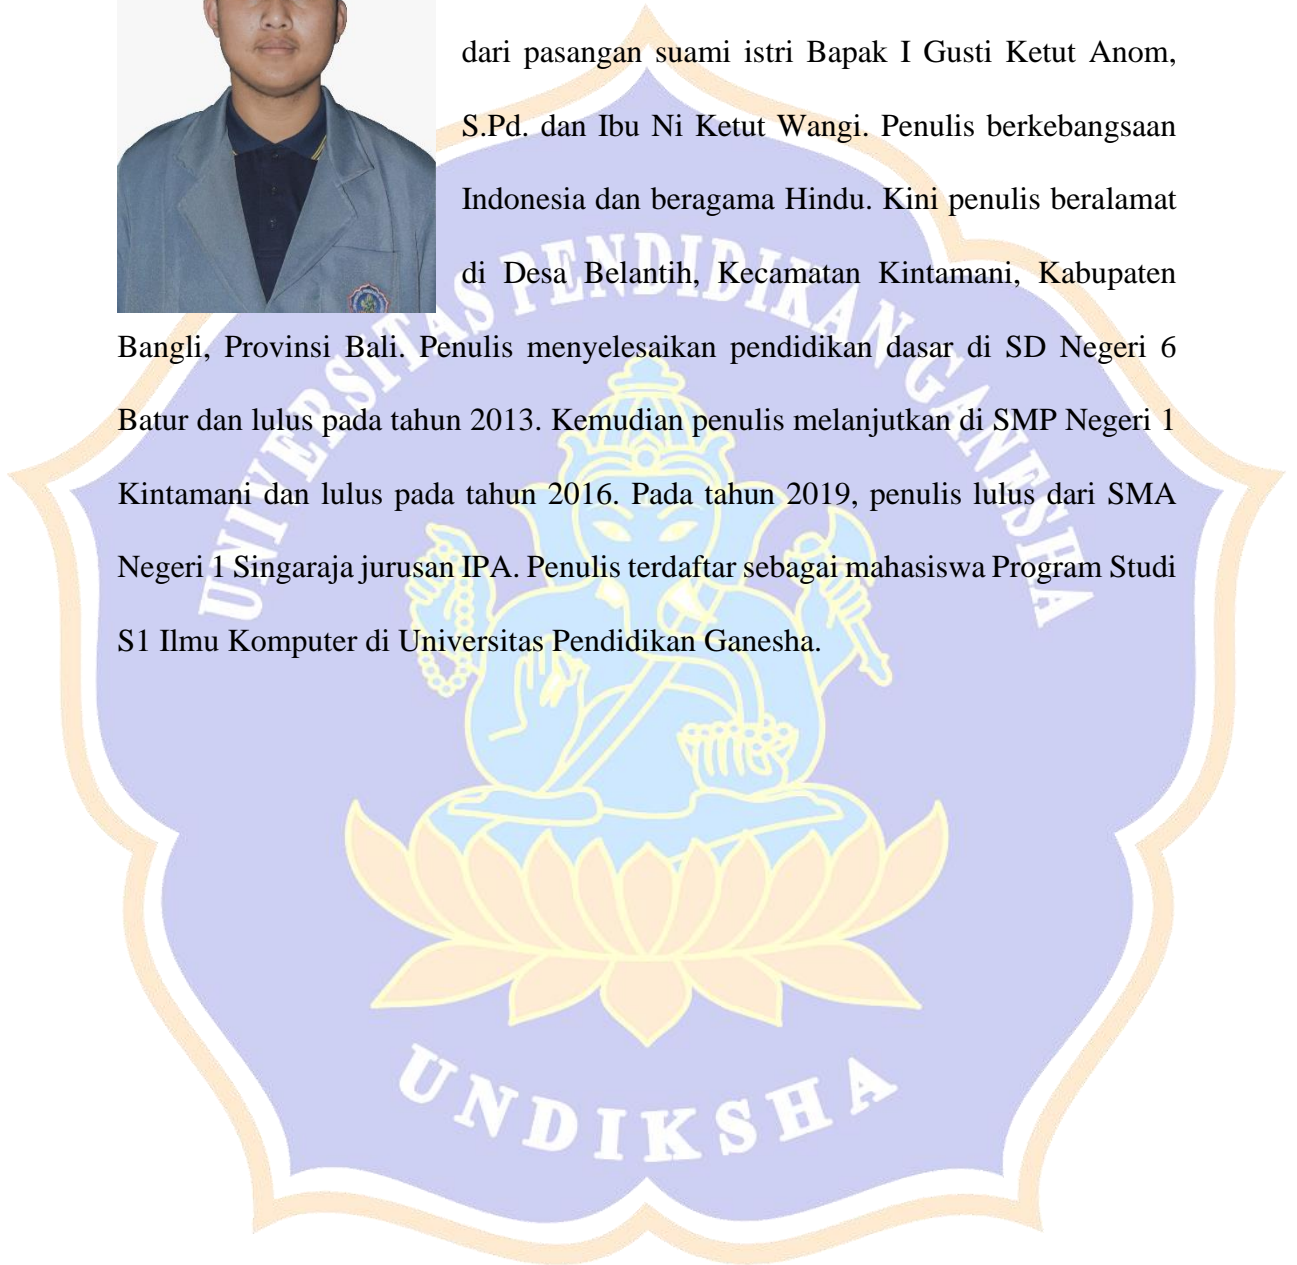 dari pasangan suami istri Bapak I Gusti Ketut Anom,
S.Pd. dan Ibu Ni Ketut Wangi. Penulis berkebangsaan
Indonesia dan beragama Hindu. Kini penulis beralamat
di Desa Belantih, Kecamatan Kintamani, Kabupaten
Bangli, Provinsi Bali. Penulis menyelesaikan pendidikan dasar di SD Negeri 6
Batur dan lulus pada tahun 2013. Kemudian penulis melanjutkan di SMP Negeri 1
Kintamani dan lulus pada tahun 2016. Pada tahun 2019, penulis lulus dari SMA
Negeri 1 Singaraja jurusan IPA. Penulis terdaftar sebagai mahasiswa Program Studi
S1 Ilmu Komputer di Universitas Pendidikan Ganesha.
UNIVERSITAS PENDIDIKAN GANESHA
UNDIKSHA